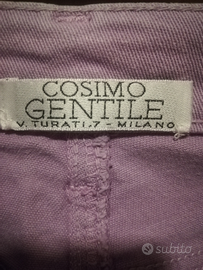 COSIMO
GENTILE
V. TURATI.7 - MILANO
subito